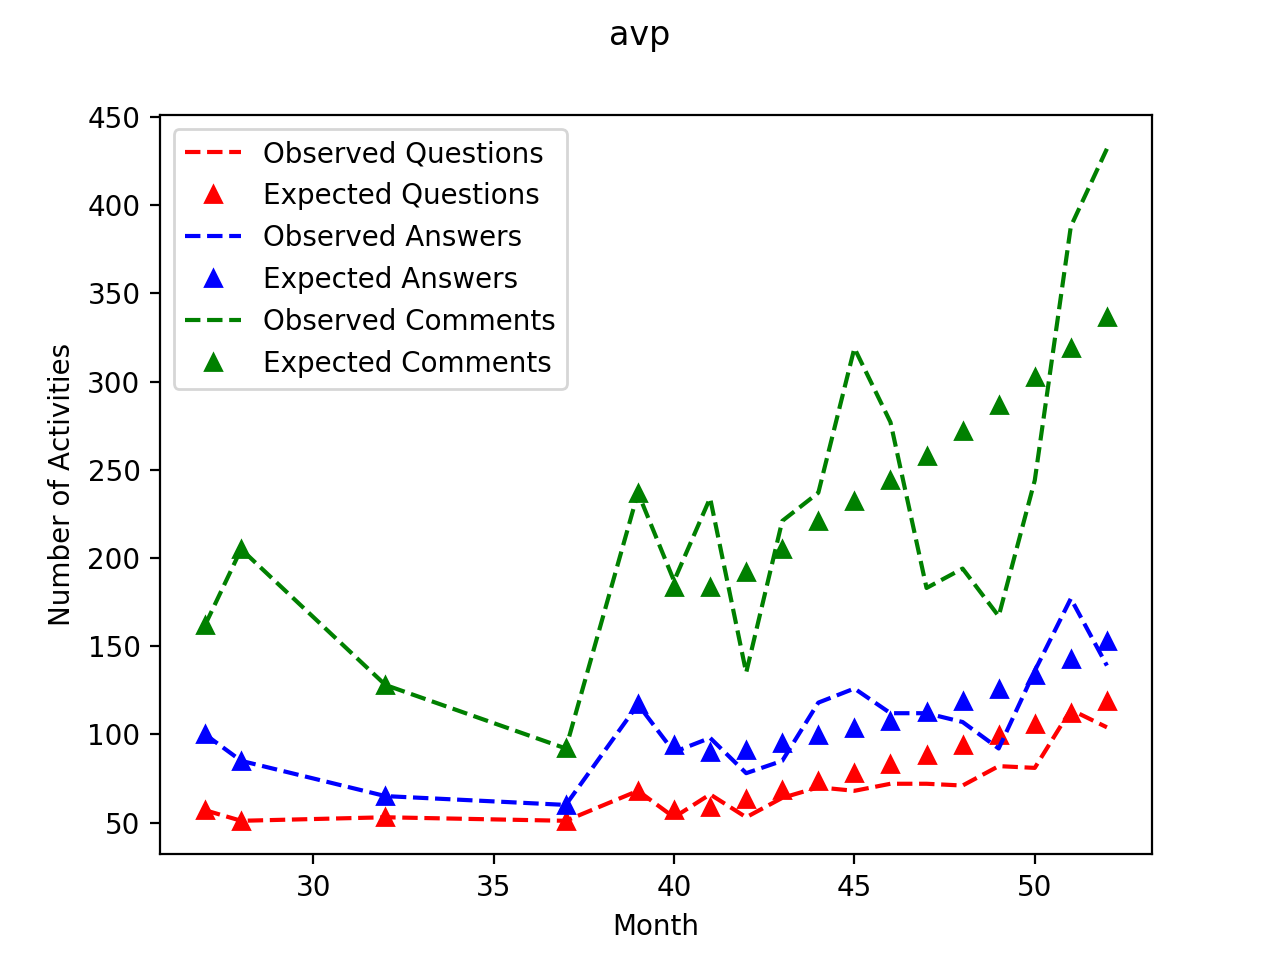 avp
450
400
350
300
250
200
150
100
50
Number of Activities
Observed Questions
Expected Questions
Observed Answers
Expected Answers
Observed Comments
Expected Comments
30 35 40 45 50
Month